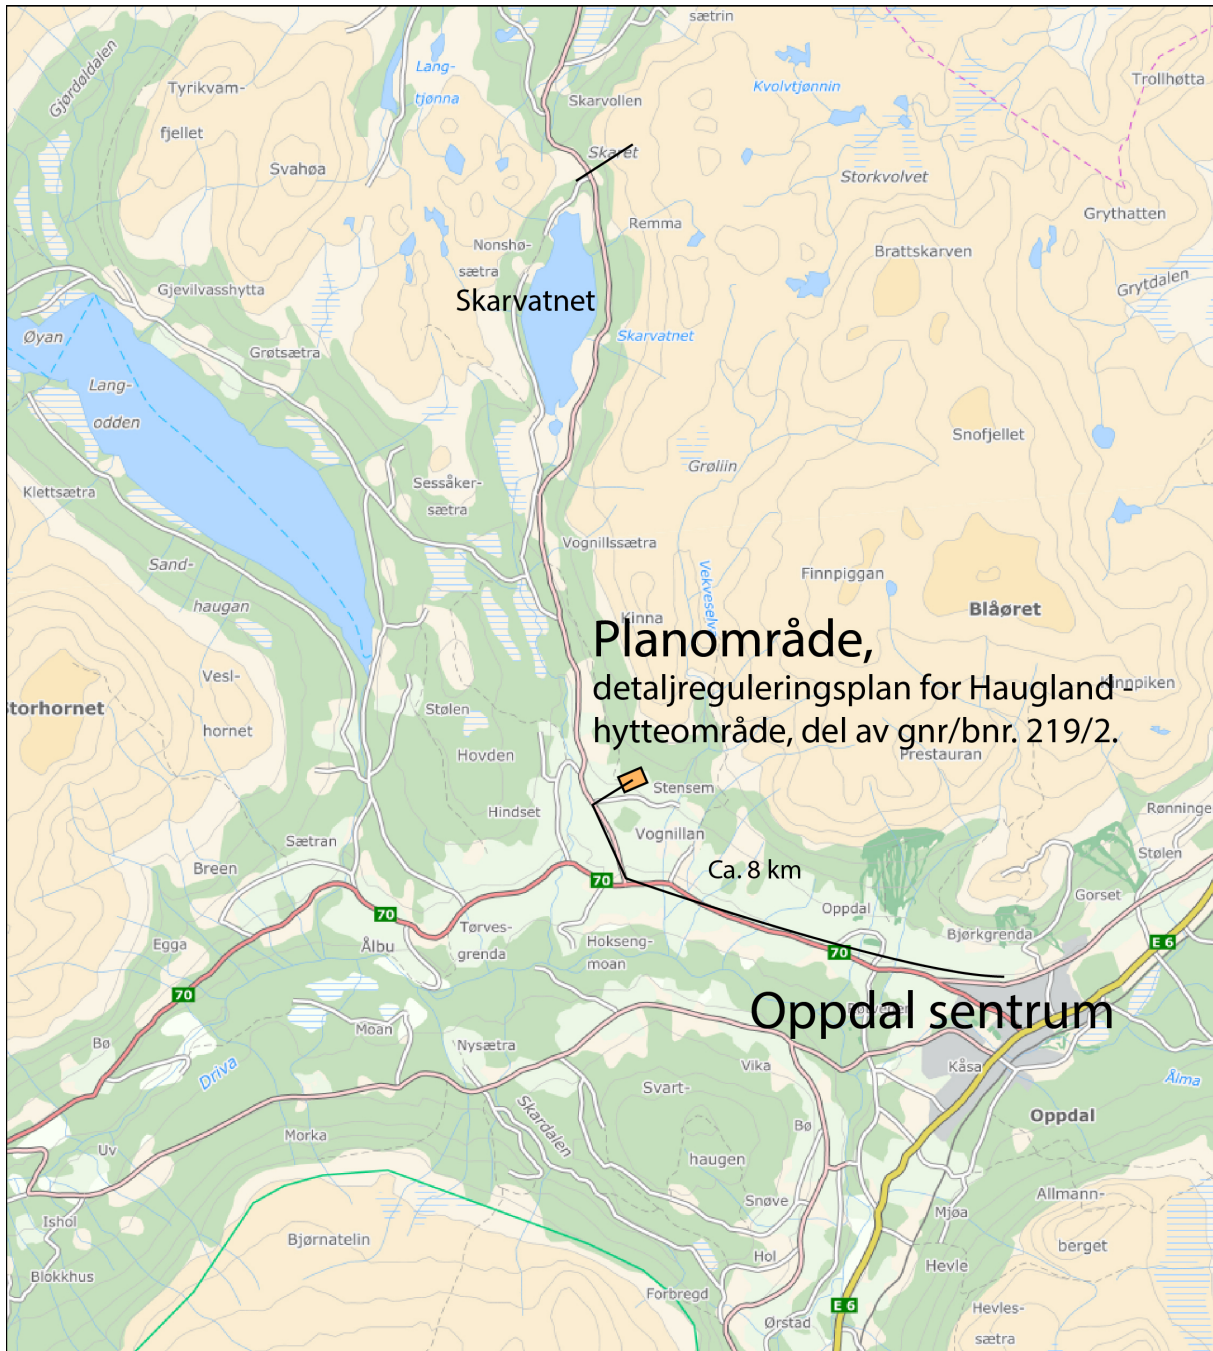 sætrin
Gjørdøldalen
Lang-
tjønna
Tyrikvam-
fjellet
Kvolvtjønnin
Trollhøtta
Skarvollen
Skaret
Svahøa
Storkvolvet
Remma
Grythatten
Nonshø-
sætra
Brattskarven
Gjevilvasshytta
Grytdalen
Skarvatnet
Øyan
Skarvatnet
Grøtsætra
Lang-
odden
Snofjellet
Grøliin
Klettsætra
Sessåker-
sætra
Vognillssætra
Sand-
haugan
Vekveselva
Finnpiggan
Blåøret
Kinna
Planområde,
detaljreguleringsplan for Haugland -
hytteområde, del av gnr/bnr. 219/2.
Vesl-
hornet
Storhornet
Stølen
Hovden
Prestauran
Stensem
Hindset
Vognillan
Rønninge
Sætran
Breen
Stølen
Ca. 8 km
70
Gorset
70
Oppdal
Tørves-
grenda
Egga
Ålbu
Hokseng-
moan
Bjørkgrenda
E 6
70
70
Oppdal sentrum
Moan
Bø
Nysætra
Driva
Vika
Kåsa
Ålma
Svart-
haugen
Skardalen
Oppdal
Morka
Bø
Uv
Snøve
Allmann-
berget
Ishol
Mjøa
Bjørnatelin
Hol
Hevle
Blokkhus
Forbregd
E 6
Ørstad
Hevles-
sætra